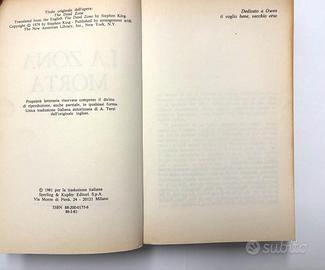 Titolo originale dell'opera:
The Dead Zone
Translated from the English The Dead Zone by Stephen King.
Copyright © 1979 by Stephen King - Published by arrangement with
The New American Library, Inc., New York, N.Y.
LA ZONA
MORTA
Proprietà letteraria riservata compreso il diritto
di riproduzione, anche parziale, in qualsiasi forma.
Unica traduzione italiana autorizzata di A. Terzi
dall'originale inglese.
© 1981 per la traduzione italiana
Sperling & Kupfer Editori S.p.A.
Via Monte di Pietà, 24 - 20121 Milano
ISBN 88-200-0177-6
80-I-81
Dedicato a Owen
ti voglio bene, vecchio orso
subito